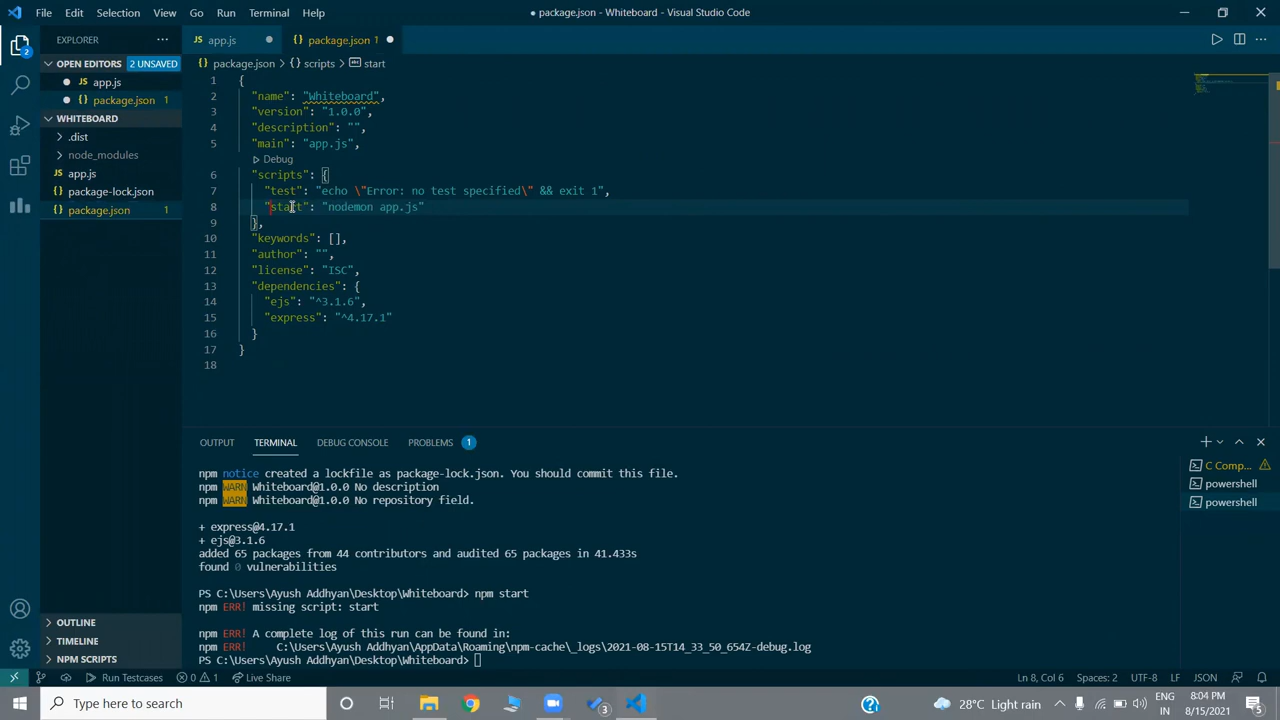 File Edit Selection View Go Run Terminal Help
● package.json - Whiteboard - Visual Studio Code
EXPLORER
OPEN EDITORS 2 UNSAVED
JS app.js
{} package.json 1
WHITEBOARD
.dist
node_modules
JS app.js
{} package-lock.json
{} package.json 1
OUTLINE
TIMELINE
NPM SCRIPTS
JS app.js
{} package.json 1
{} package.json > {} scripts > start
1 {
2 "name": "Whiteboard",
3 "version": "1.0.0",
4 "description": "",
5 "main": "app.js",
Debug
6 "scripts": {
7 "test": "echo \"Error: no test specified\" && exit 1",
8 "start": "nodemon app.js"
9 },
10 "keywords": [],
11 "author": "",
12 "license": "ISC",
13 "dependencies": {
14 "ejs": "^3.1.6",
15 "express": "^4.17.1"
16 }
17 }
18
OUTPUT TERMINAL DEBUG CONSOLE PROBLEMS 1
npm notice created a lockfile as package-lock.json. You should commit this file.
npm WARN Whiteboard@1.0.0 No description
npm WARN Whiteboard@1.0.0 No repository field.
+ express@4.17.1
+ ejs@3.1.6
added 65 packages from 44 contributors and audited 65 packages in 41.433s
found 0 vulnerabilities
PS C:\Users\Ayush Addhyan\Desktop\Whiteboard> npm start
npm ERR! missing script: start
npm ERR! A complete log of this run can be found in:
npm ERR! C:\Users\Ayush Addhyan\AppData\Roaming\npm-cache\_logs\2021-08-15T14_33_50_654Z-debug.log
PS C:\Users\Ayush Addhyan\Desktop\Whiteboard>
C Comp...
powershell
powershell
Run Testcases 0 1 Live Share
Ln 8, Col 6 Spaces: 2 UTF-8 LF JSON
Type here to search
3
28°C Light rain
ENG
IN
8:04 PM
8/15/2021
5
2